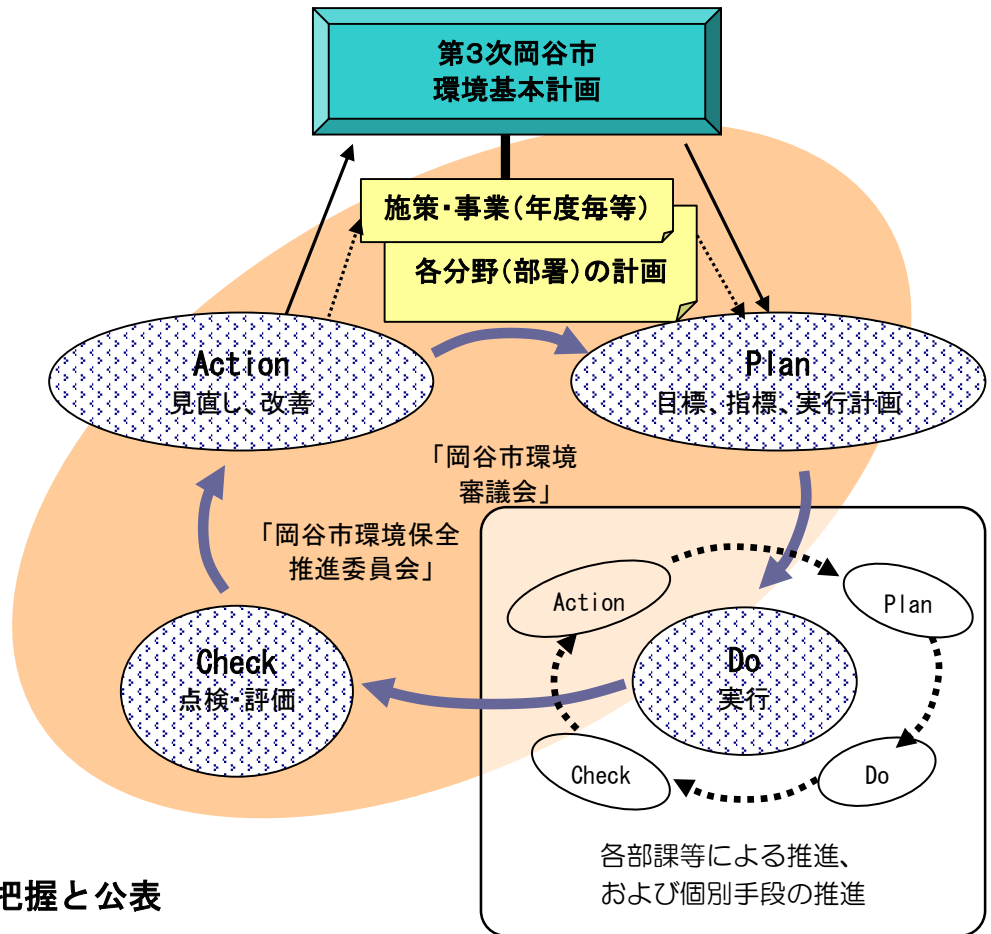 第3次岡谷市
環境基本計画
施策・事業(年度毎等)
各分野(部署)の計画
Action
見直し、改善
Plan
目標、指標、実行計画
「岡谷市環境
審議会」
「岡谷市環境保全
推進委員会」
Action
Plan
Check
点検・評価
Do
実行
Check
Do
各部課等による推進、
および個別手段の推進
把握と公表